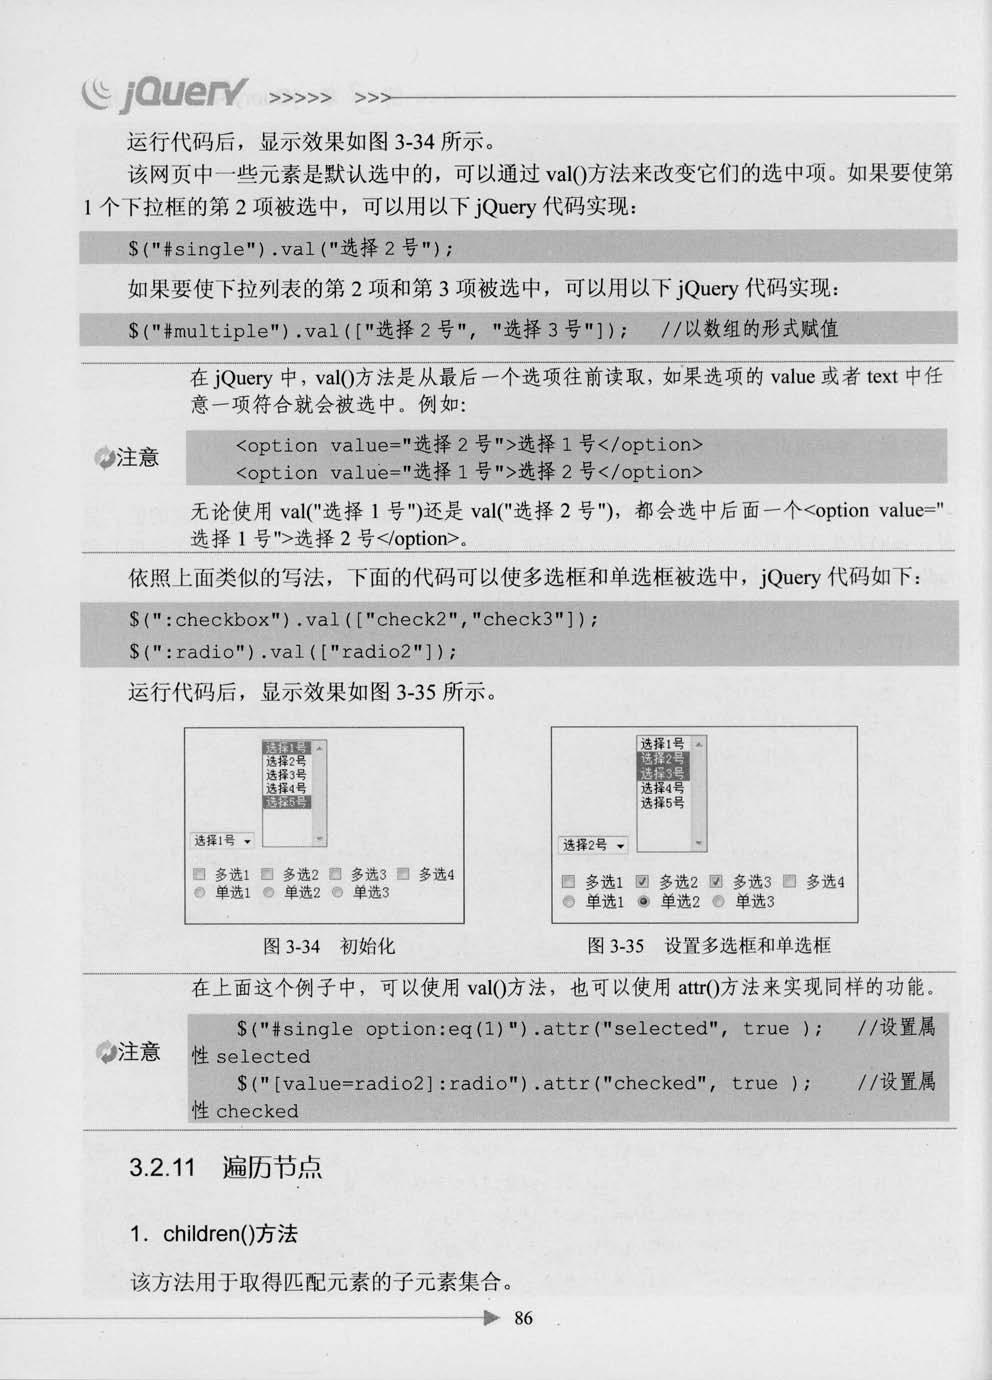 jQuery >>>>> >>>
运行代码后，显示效果如图 3-34 所示。
该网页中一些元素是默认选中的，可以通过 val()方法来改变它们的选中项。如果要使第
1 个下拉框的第 2 项被选中，可以用以下 jQuery 代码实现：
$("#single").val("选择 2 号");
如果要使下拉列表的第 2 项和第 3 项被选中，可以用以下 jQuery 代码实现：
$("#multiple").val(["选择 2 号", "选择 3 号"]); //以数组的形式赋值
在 jQuery 中，val()方法是从最后一个选项往前读取，如果选项的 value 或者 text 中任
意一项符合就会被选中。例如：
注意
<option value="选择 2 号">选择 1 号</option>
<option value="选择 1 号">选择 2 号</option>
无论使用 val("选择 1 号")还是 val("选择 2 号")，都会选中后面一个<option value="
选择 1 号">选择 2 号</option>。
依照上面类似的写法，下面的代码可以使多选框和单选框被选中，jQuery 代码如下：
$(":checkbox").val(["check2","check3"]);
$(":radio").val(["radio2"]);
运行代码后，显示效果如图 3-35 所示。
选择1号
选择2号
选择3号
选择4号
选择5号
选择1号
多选1 多选2 多选3 多选4
单选1 单选2 单选3
图 3-34 初始化
选择1号
选择2号
选择3号
选择4号
选择5号
选择2号
多选1 多选2 多选3 多选4
单选1 单选2 单选3
图 3-35 设置多选框和单选框
在上面这个例子中，可以使用 val()方法，也可以使用 attr()方法来实现同样的功能。
注意
$("#single option:eq(1)").attr("selected", true ); //设置属
性 selected
$("[value=radio2]:radio").attr("checked", true ); //设置属
性 checked
3.2.11 遍历节点
1. children()方法
该方法用于取得匹配元素的子元素集合。
86